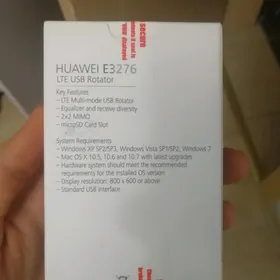 HUAWEI E3276
LTE USB Rotator
Key Features
- LTE Multi-mode USB Rotator
- Equalizer and receive diversity
- 2×2 MIMO
- microSD Card Slot
System Requirements
- Windows XP SP2/SP3, Windows Vista SP1/SP2, Windows 7
- Mac OS X 10.5, 10.6 and 10.7 with select upgrades
- Hardware system should meet the recommended
requirements for the installed OS version
- Display resolution: 800 x 600 or above
- Standard USB interface